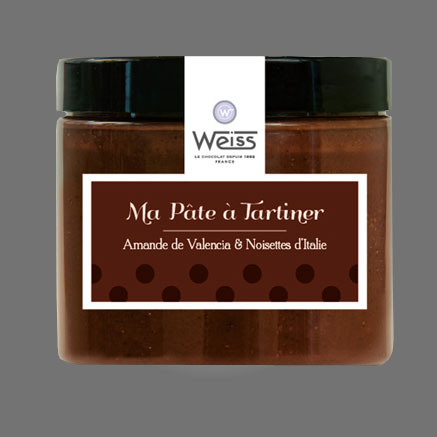 W
Weiss
LE CHOCOLAT DEPUIS 1882
FRANCE
Ma Pâte à Tartiner
Amande de Valencia & Noisettes d'Italie